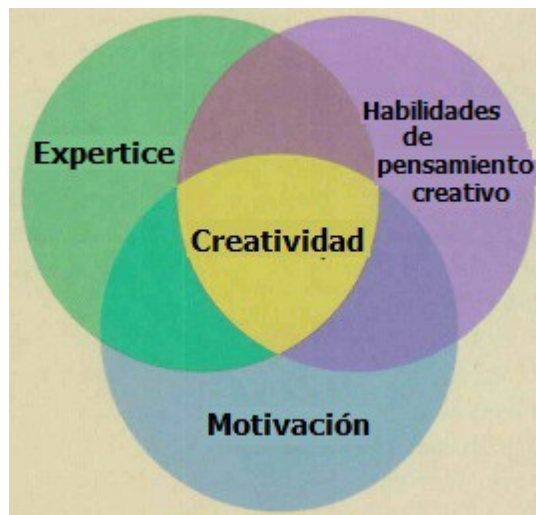 Expertice
Habilidades
de
pensamiento
creativo
Creatividad
Motivación